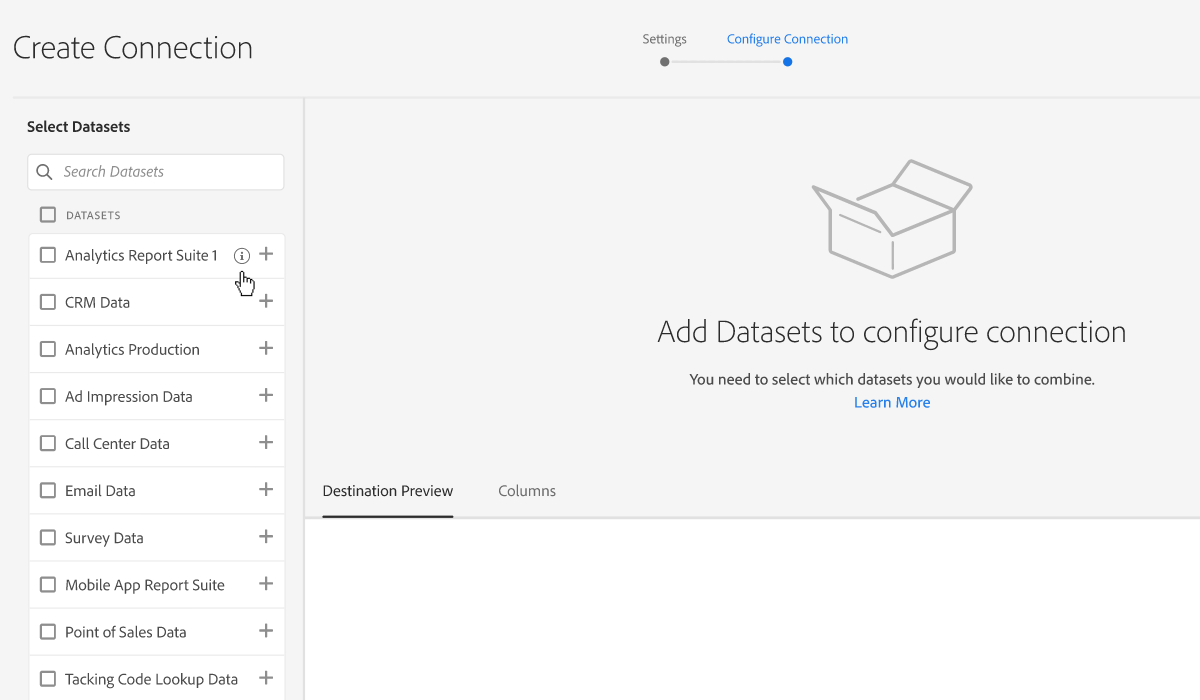 Create Connection
Settings
Configure Connection
Select Datasets
Search Datasets
DATASETS
Analytics Report Suite 1
CRM Data
Analytics Production
Ad Impression Data
Call Center Data
Email Data
Survey Data
Mobile App Report Suite
Point of Sales Data
Tacking Code Lookup Data
Add Datasets to configure connection
You need to select which datasets you would like to combine.
Learn More
Destination Preview
Columns